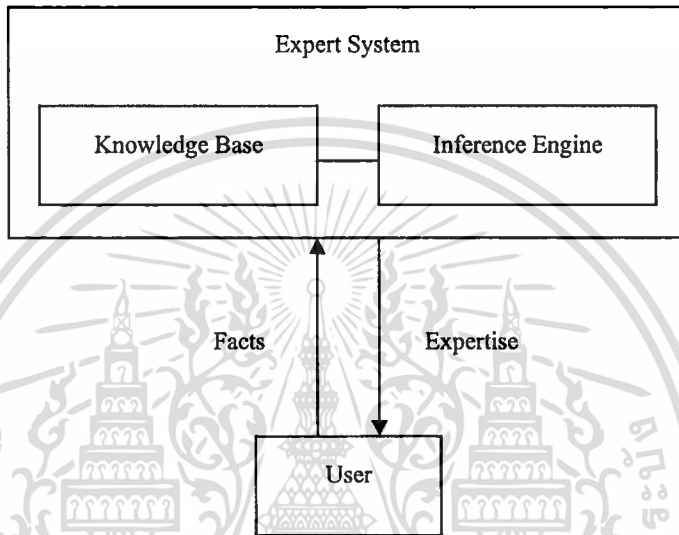 Expert System
Knowledge Base
Inference Engine
Facts
Expertise
User